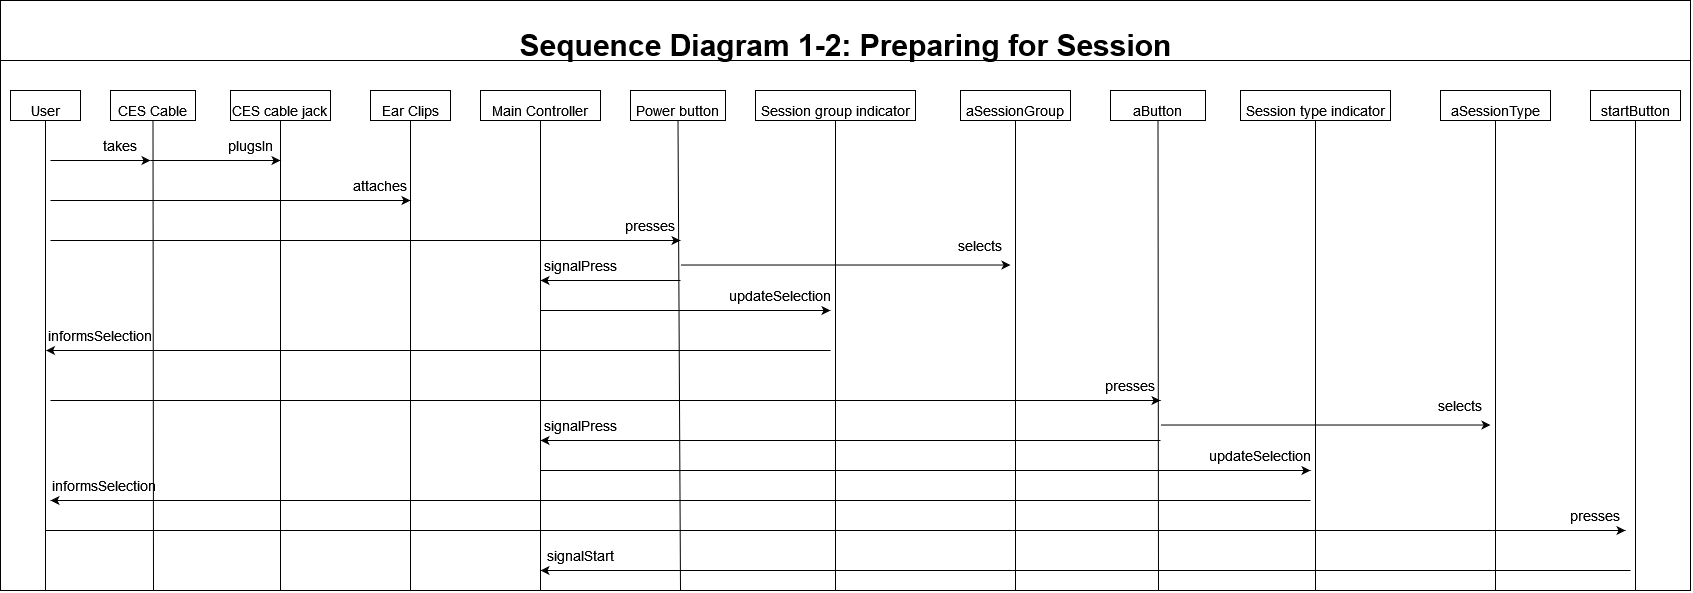 Sequence Diagram 1-2: Preparing for Session
User
CES Cable
CES cable jack
Ear Clips
Main Controller
Power button
Session group indicator
aSessionGroup
aButton
Session type indicator
aSessionType
startButton
takes
plugsIn
attaches
presses
selects
signalPress
updateSelection
informsSelection
presses
selects
signalPress
updateSelection
informsSelection
presses
signalStart